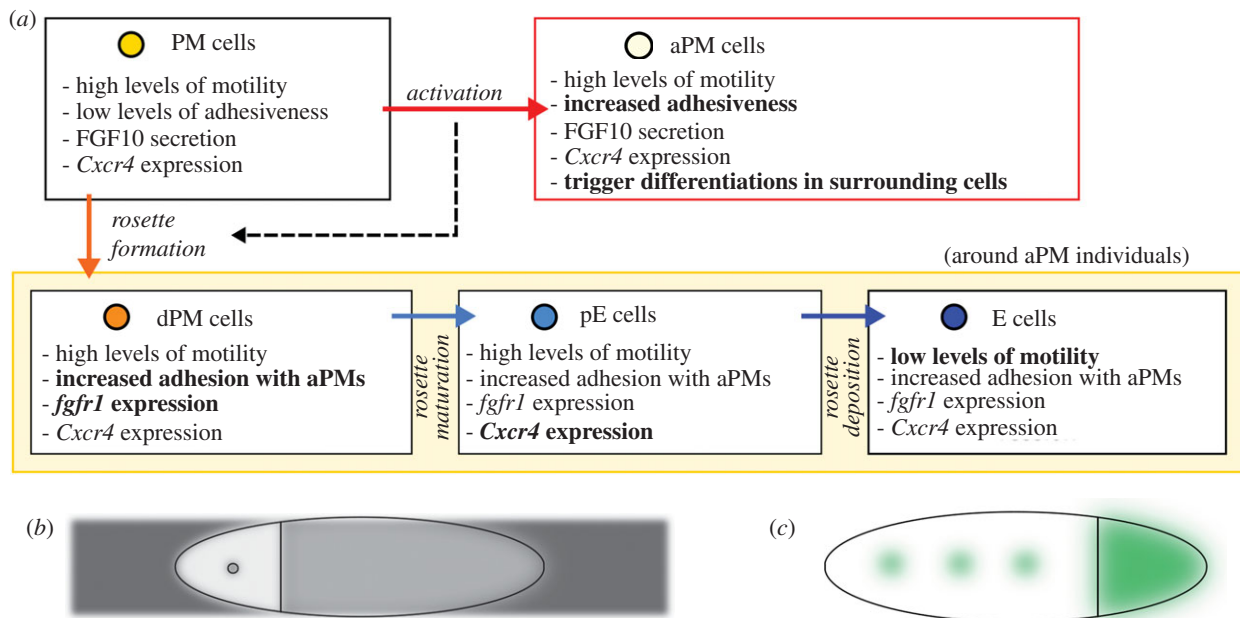 (a)
PM cells
- high levels of motility
- low levels of adhesiveness
- FGF10 secretion
- Cxcr4 expression
activation
aPM cells
- high levels of motility
- increased adhesiveness
- FGF10 secretion
- Cxcr4 expression
- trigger differentiations in surrounding cells
rosette
formation
(around aPM individuals)
dPM cells
- high levels of motility
- increased adhesion with aPMs
- fgfr1 expression
- Cxcr4 expression
rosette
maturation
pE cells
- high levels of motility
- increased adhesion with aPMs
- fgfr1 expression
- Cxcr4 expression
rosette
deposition
E cells
- low levels of motility
- increased adhesion with aPMs
- fgfr1 expression
- Cxcr4 expression
(b)
(c)